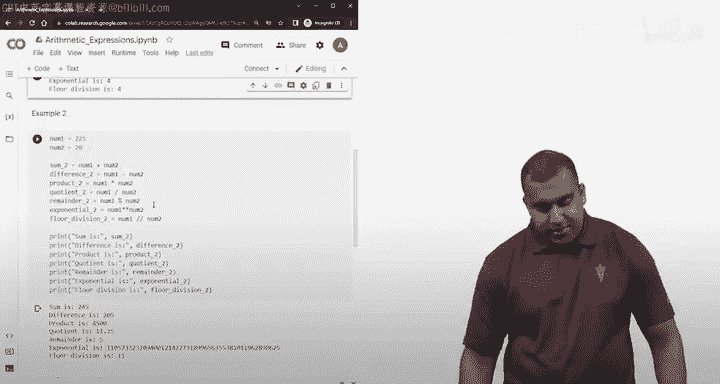 Arithmetic_Expressions.ipynb
Comment
Share
A
File Edit View Insert Runtime Tools Help Last edit
+ Code + Text
Connect
Editing
Exponential is: 4
Floor division is: 4
Example 2
num1 = 225
num2 = 20
sum_2 = num1 + num2
difference_2 = num1 - num2
product_2 = num1 * num2
quotient_2 = num1 / num2
remainder_2 = num1 % num2
exponential_2 = num1**num2
floor_division_2 = num1 // num2
print("Sum is:", sum_2)
print("Difference is:", difference_2)
print("Product is:", product_2)
print("Quotient is:", quotient_2)
print("Remainder is:", remainder_2)
print("Exponential is:", exponential_2)
print("Floor division is:", floor_division_2)
Sum is: 245
Difference is: 205
Product is: 4500
Quotient is: 11.25
Remainder is: 5
Exponential is:
Floor division is: 11